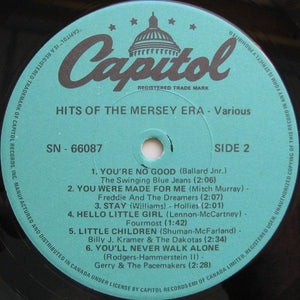 Capitol
REGISTERED TRADE MARK
HITS OF THE MERSEY ERA - Various
SN - 66087
SIDE 2
1. YOU'RE NO GOOD (Ballard Jnr.)
The Swinging Blue Jeans (2:06)
2. YOU WERE MADE FOR ME (Mitch Murray)
Freddie And The Dreamers (2:16)
3. STAY (Williams) - Hollies (2:01)
4. HELLO LITTLE GIRL (Lennon-McCartney)
Fourmost (1:42)
5. LITTLE CHILDREN (Shuman-McFarland)
Billy J. Kramer & The Dakotas (2:44)
6. YOU'LL NEVER WALK ALONE
(Rodgers-Hammerstein II)
Gerry & The Pacemakers (2:32)